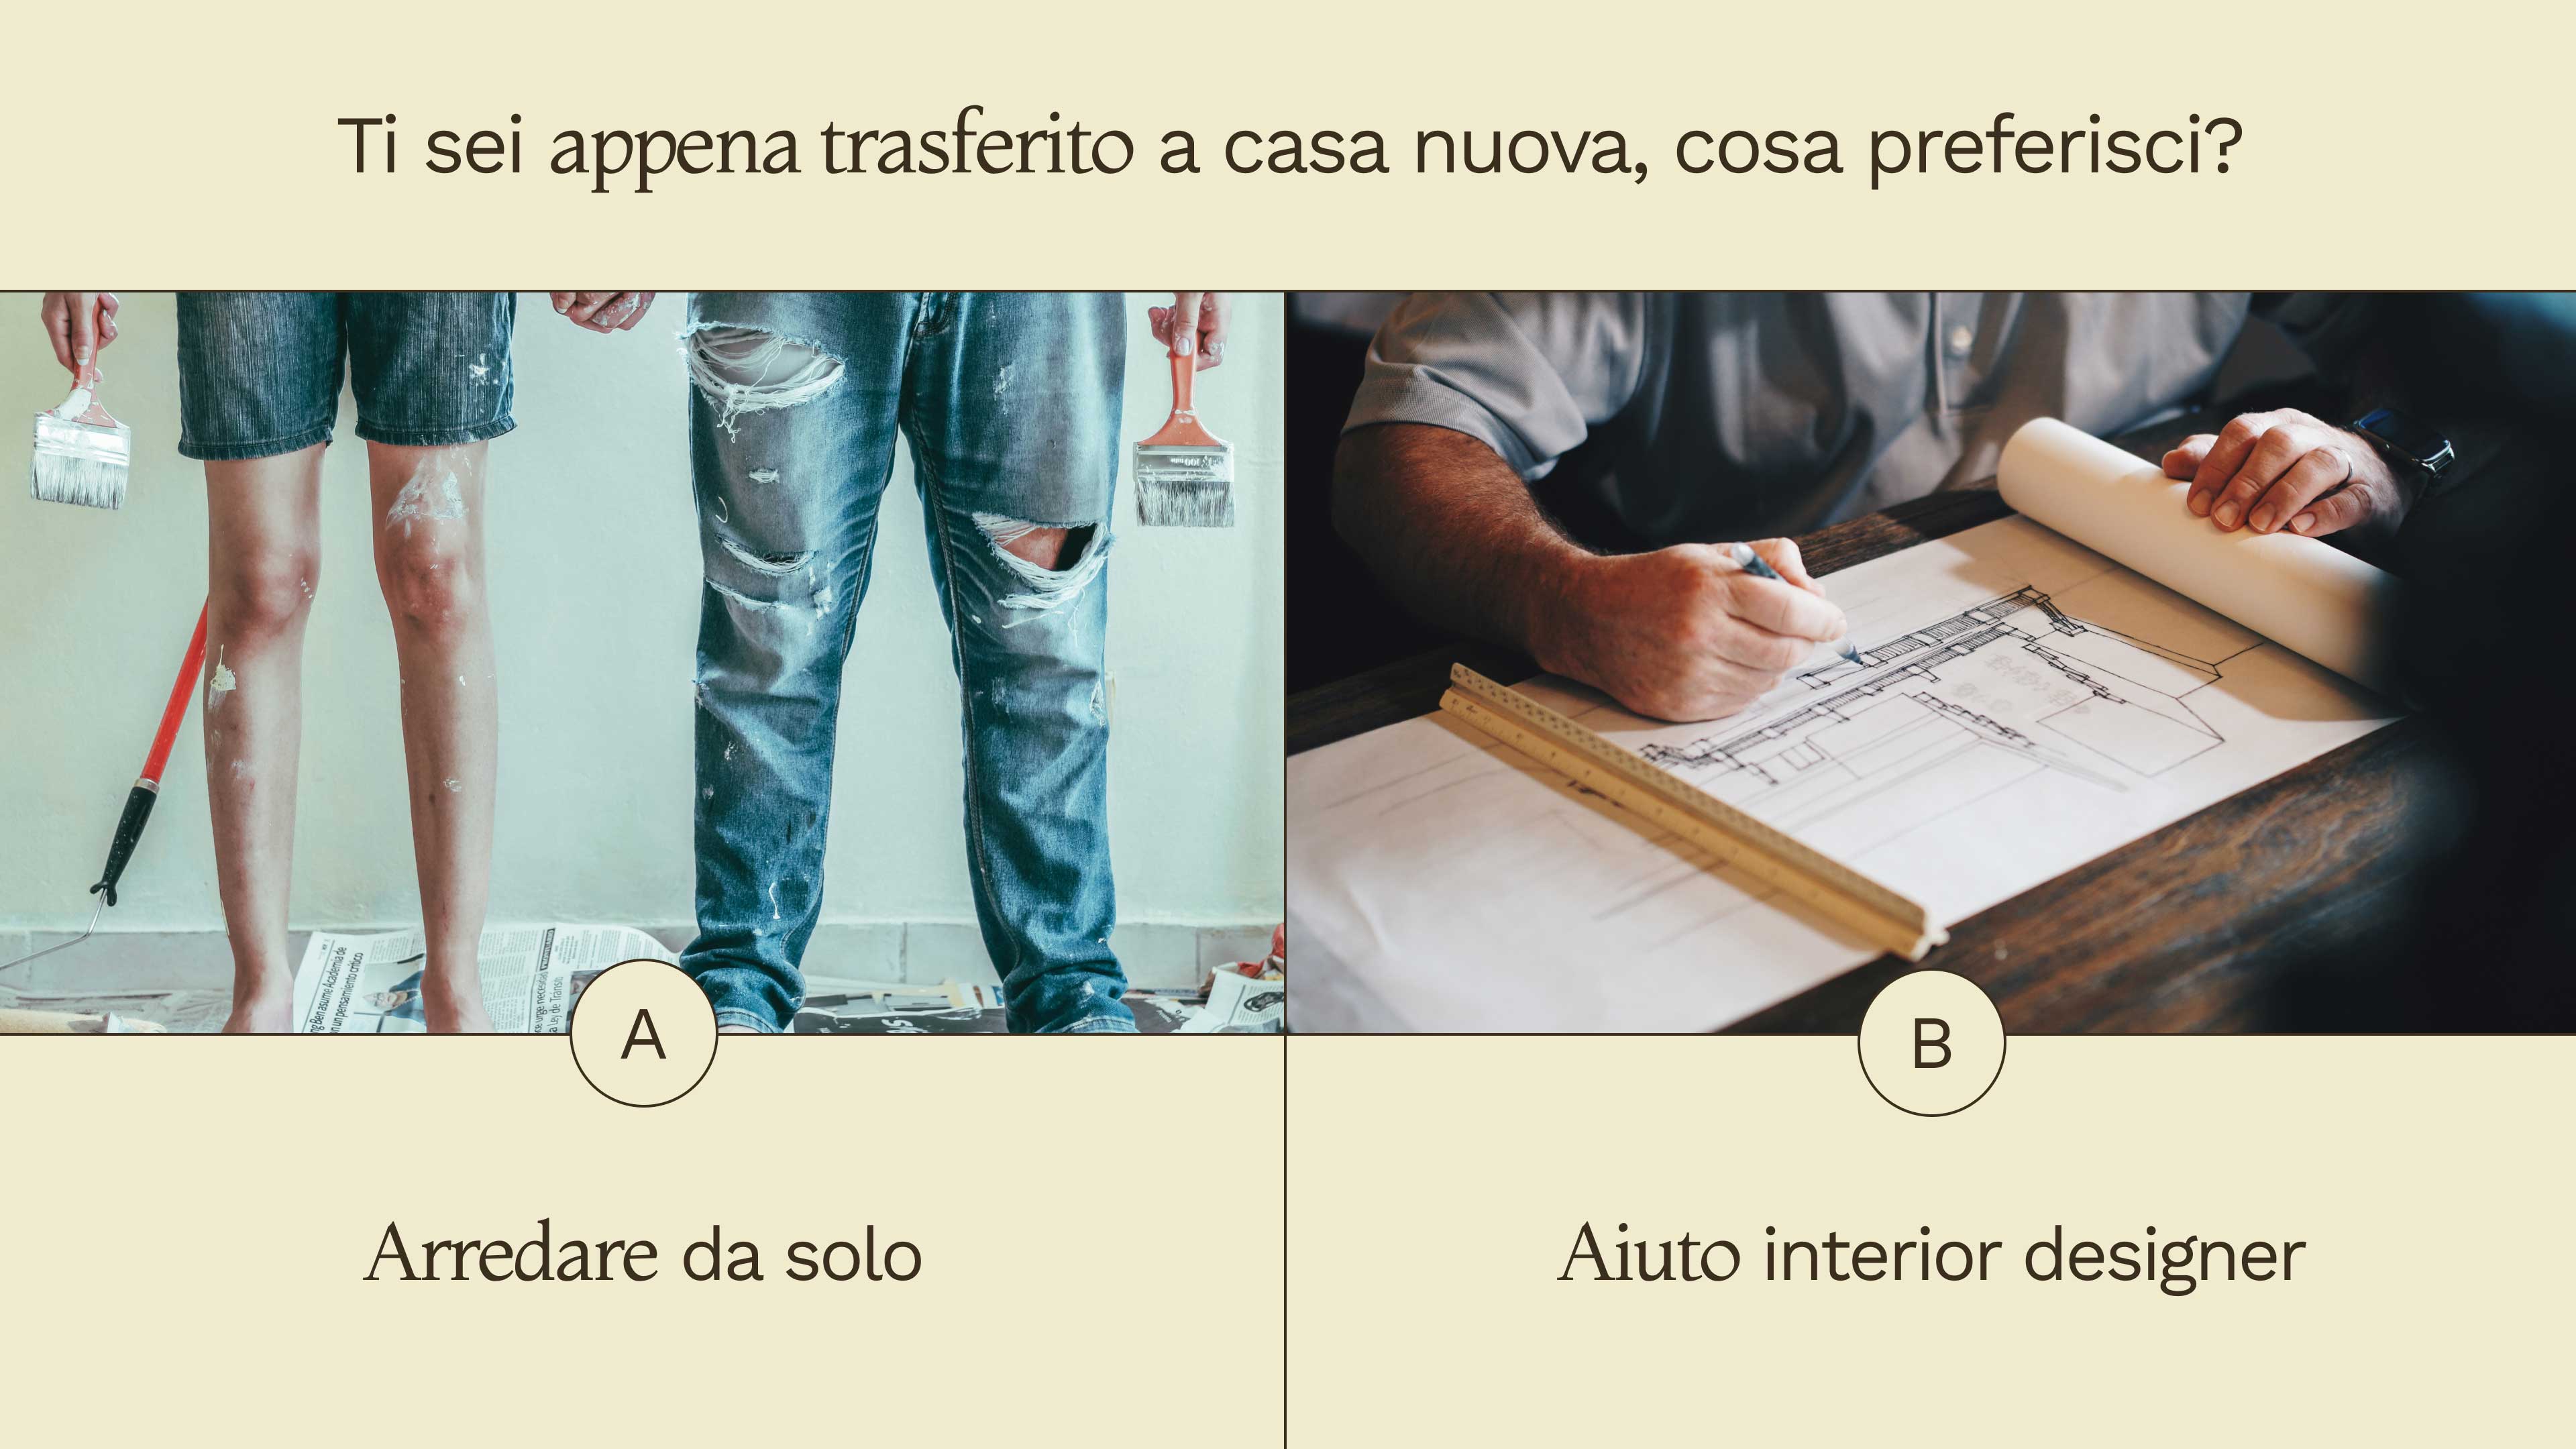 Ti sei appena trasferito a casa nuova, cosa preferisci?
A
B
Arredare da solo
Aiuto interior designer